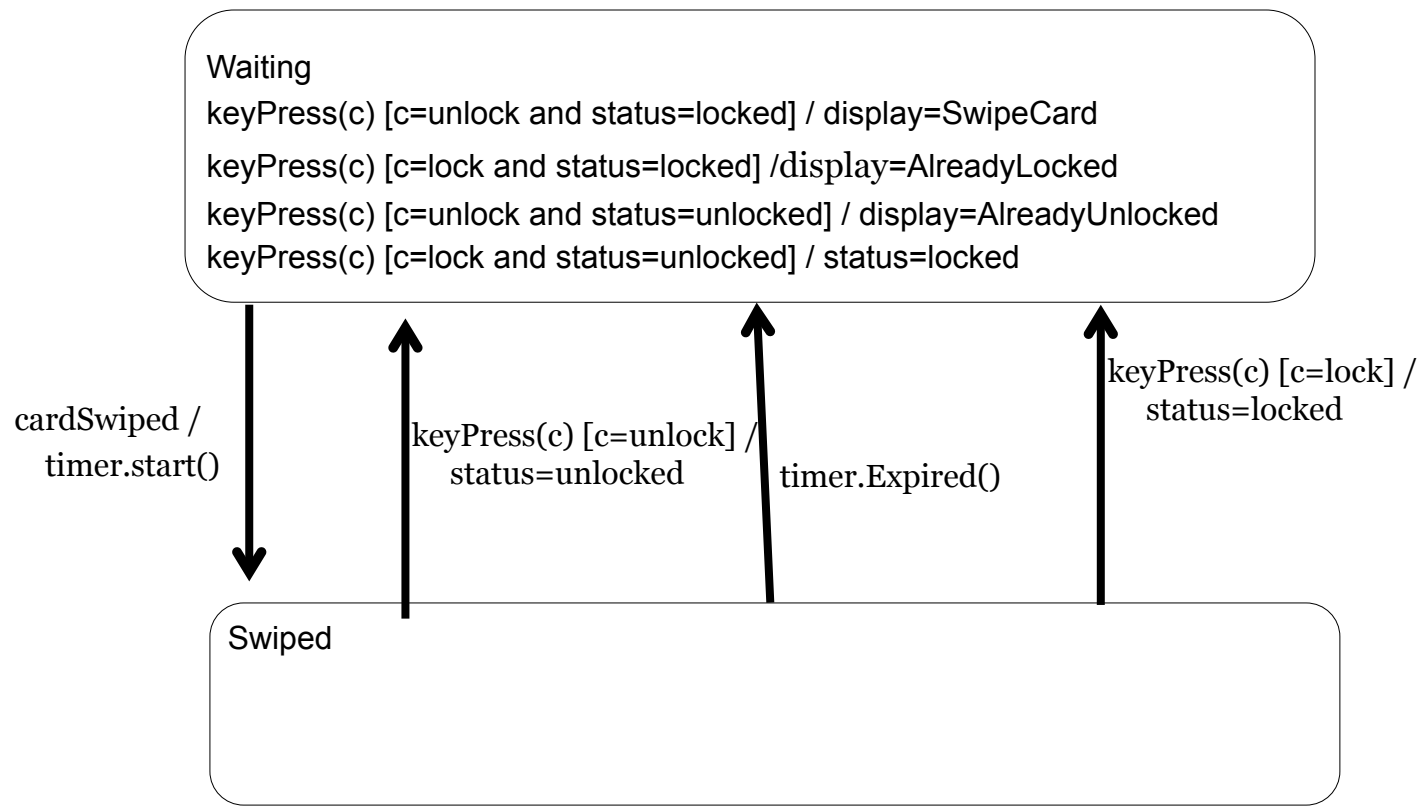 Waiting
keyPress(c) [c=unlock and status=locked] / display=SwipeCard
keyPress(c) [c=lock and status=locked] /display=AlreadyLocked
keyPress(c) [c=unlock and status=unlocked] / display=AlreadyUnlocked
keyPress(c) [c=lock and status=unlocked] / status=locked
cardSwiped /
timer.start()
keyPress(c) [c=unlock] /
status=unlocked
timer.Expired()
keyPress(c) [c=lock] /
status=locked
Swiped